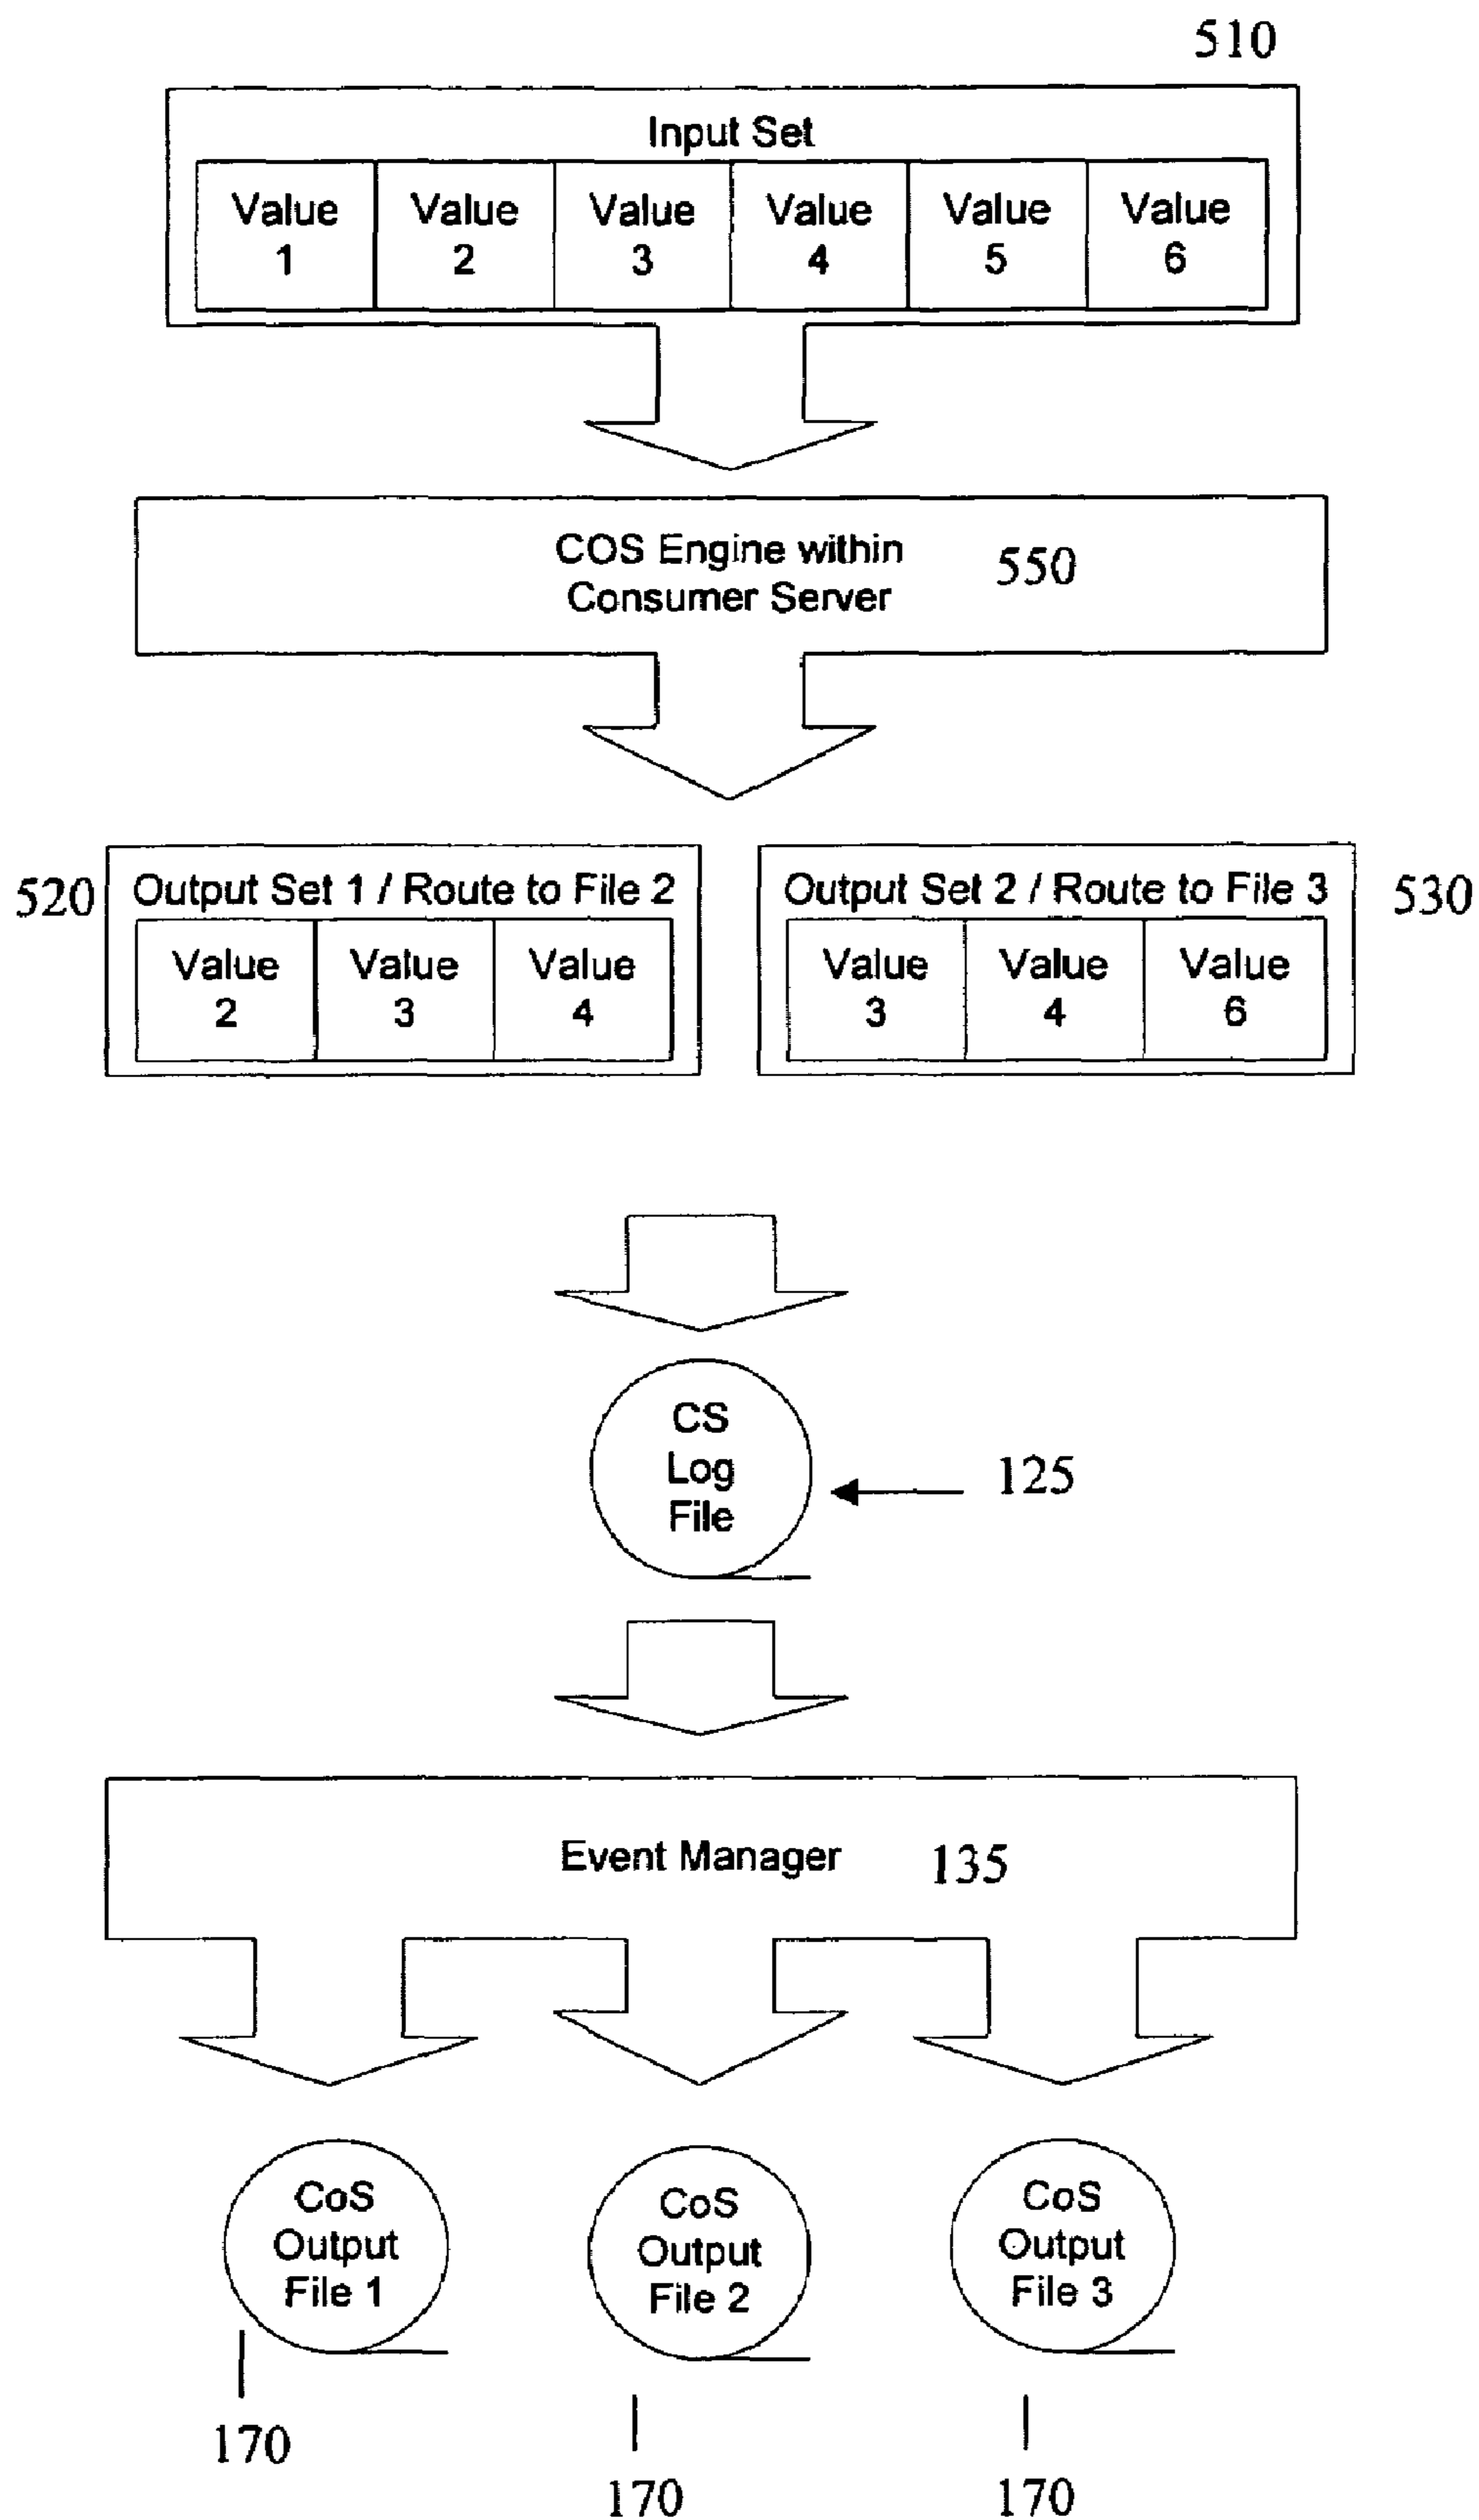 510
Input Set
Value 1
Value 2
Value 3
Value 4
Value 5
Value 6
COS Engine within
Consumer Server
550
520
Output Set 1 / Route to File 2
Value 2
Value 3
Value 4
Output Set 2 / Route to File 3
530
Value 3
Value 4
Value 6
CS
Log
File
125
Event Manager
135
CoS
Output
File 1
CoS
Output
File 2
CoS
Output
File 3
170
170
170